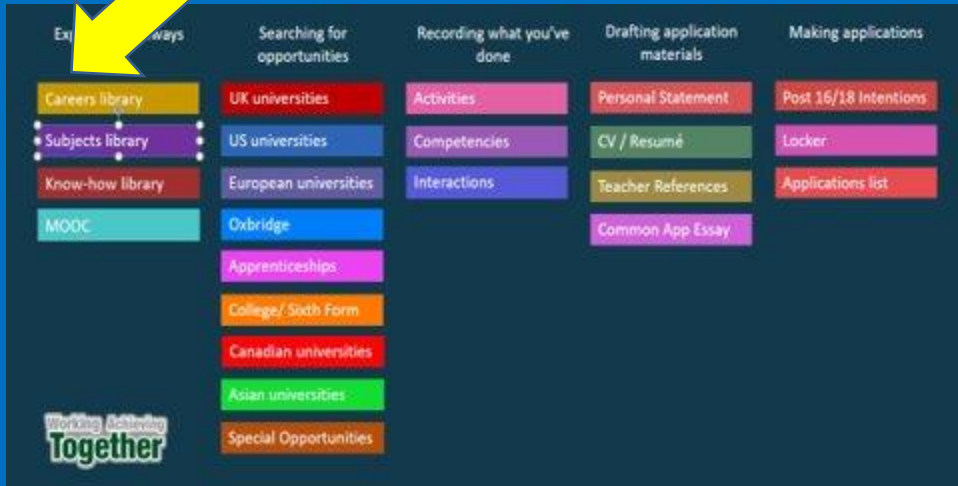 Searching for
opportunities
Recording what you've
done
Drafting application
materials
Making applications
Careers library
Subjects library
Know-how library
MOOC
UK universities
US universities
European universities
Oxbridge
Apprenticeships
College/ Sixth Form
Canadian universities
Asian universities
Special Opportunities
Activities
Competencies
Interactions
Personal Statement
CV / Resumé
Teacher References
Common App Essay
Post 16/18 Intentions
Locker
Applications list
Working Achieving
Together